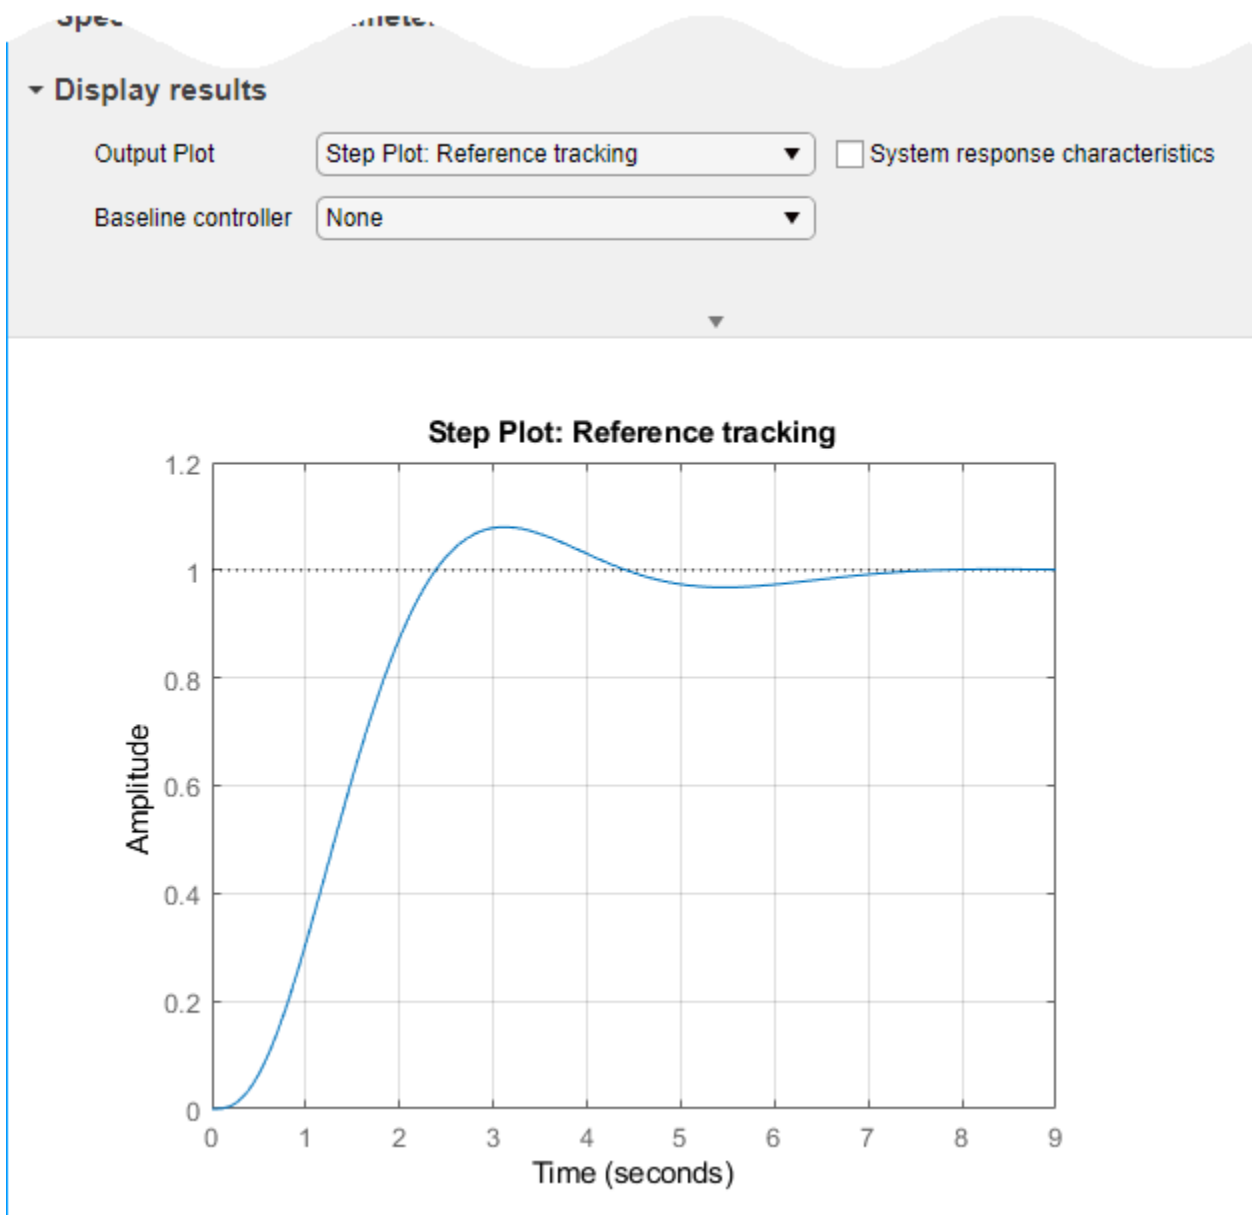 Display results
Output Plot Step Plot: Reference tracking System response characteristics
Baseline controller None
Step Plot: Reference tracking
1.2
1
0.8
0.6
0.4
0.2
0
Amplitude
0 1 2 3 4 5 6 7 8 9
Time (seconds)